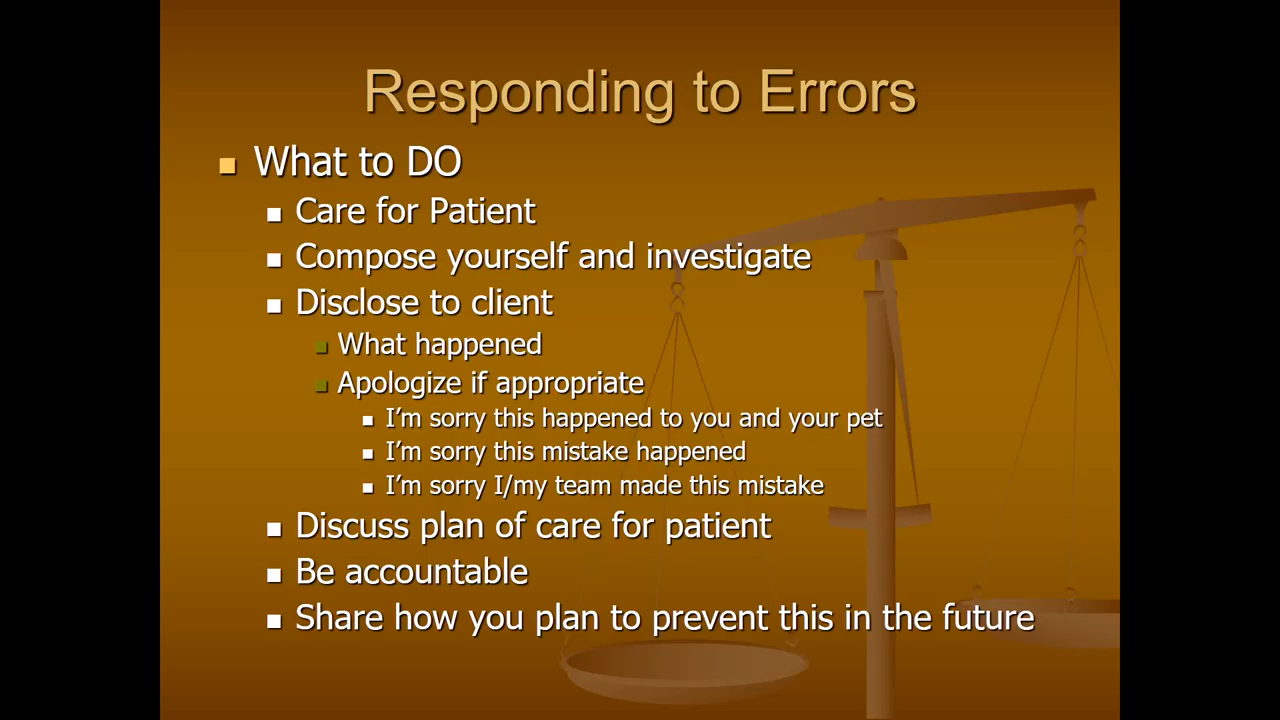 Responding to Errors
What to DO
Care for Patient
Compose yourself and investigate
Disclose to client
What happened
Apologize if appropriate
I’m sorry this happened to you and your pet
I’m sorry this mistake happened
I’m sorry I/my team made this mistake
Discuss plan of care for patient
Be accountable
Share how you plan to prevent this in the future